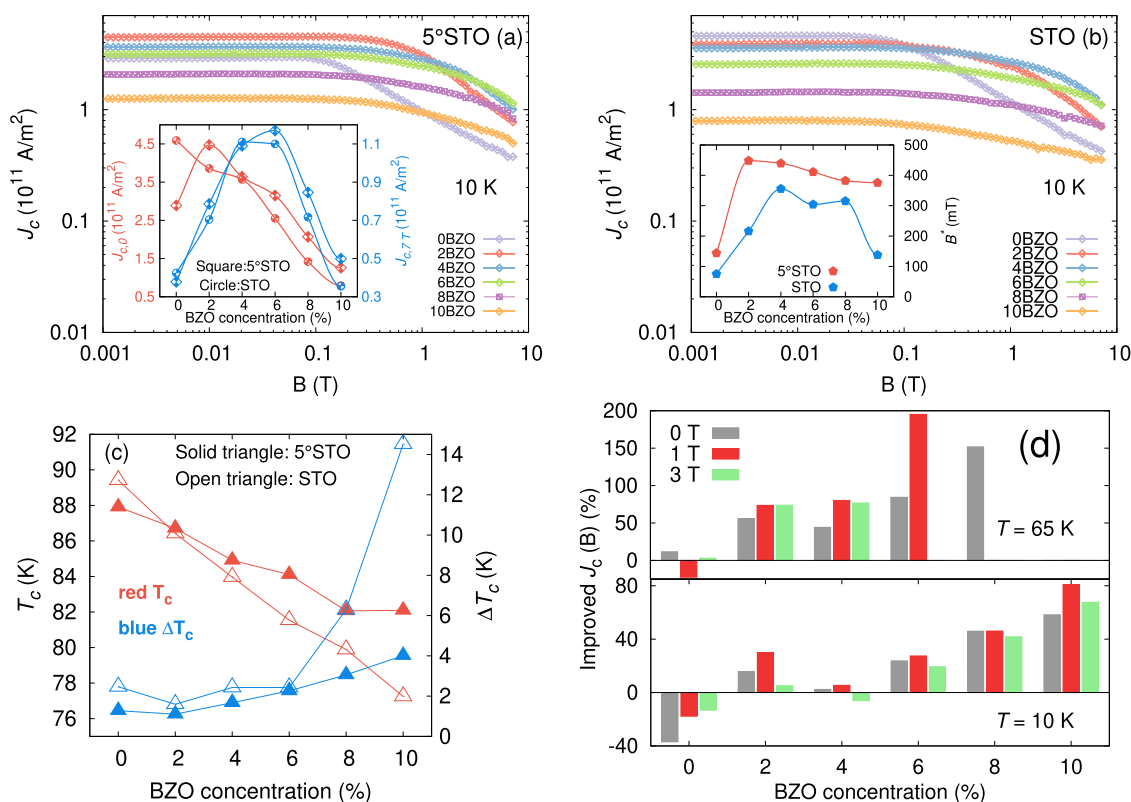 5°STO (a)
J_c (10^11 A/m^2)
1
0.1
0.01
0.001
0.01
0.1
1
10
B (T)
10 K
4.5
3.5
2.5
1.5
0.5
J_c,0 (10^11 A/m^2)
1.1
0.9
0.7
0.5
0.3
J_c,7 T (10^11 A/m^2)
Square:5°STO
Circle:STO
0 2 4 6 8 10
BZO concentration (%)
0BZO
2BZO
4BZO
6BZO
8BZO
10BZO
STO (b)
J_c (10^11 A/m^2)
1
0.1
0.01
0.001
0.01
0.1
1
10
B (T)
10 K
500
400
300
200
100
0
B* (mT)
5°STO
STO
0 2 4 6 8 10
BZO concentration (%)
0BZO
2BZO
4BZO
6BZO
8BZO
10BZO
(c)
Solid triangle: 5°STO
Open triangle: STO
red T_c
blue ΔT_c
T_c (K)
92
90
88
86
84
82
80
78
76
ΔT_c (K)
14
12
10
8
6
4
2
0
0 2 4 6 8 10
BZO concentration (%)
(d)
0 T
1 T
3 T
T = 65 K
T = 10 K
Improved J_c (B) (%)
200
150
100
50
0
80
40
0
-40
0 2 4 6 8 10
BZO concentration (%)